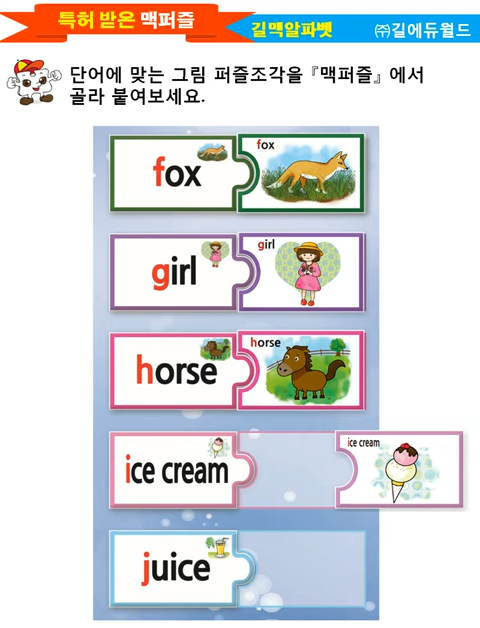 특허 받은 맥퍼즐
길맥알파벳
㈜길에듀월드
단어에 맞는 그림 퍼즐조각을 『맥퍼즐』 에서
골라 붙여보세요.
fox
fox
girl
girl
horse
horse
ice cream
ice cream
juice